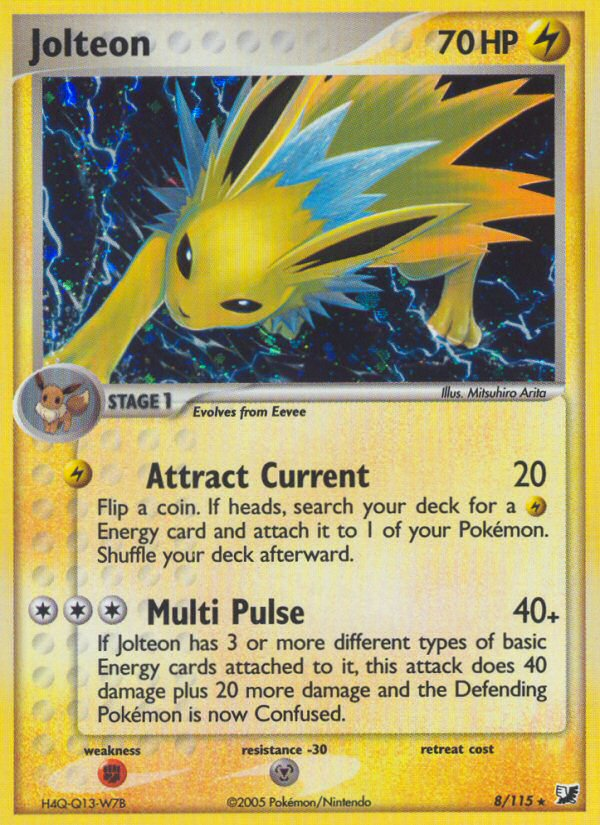 Jolteon 70 HP
Illus. Mitsuhiro Arita
STAGE 1
Evolves from Eevee
Attract Current 20
Flip a coin. If heads, search your deck for a
Energy card and attach it to 1 of your Pokémon.
Shuffle your deck afterward.
Multi Pulse 40+
If Jolteon has 3 or more different types of basic
Energy cards attached to it, this attack does 40
damage plus 20 more damage and the Defending
Pokémon is now Confused.
weakness resistance -30 retreat cost
H4Q-Q13-W7B ©2005 Pokémon/Nintendo 8/115 ★